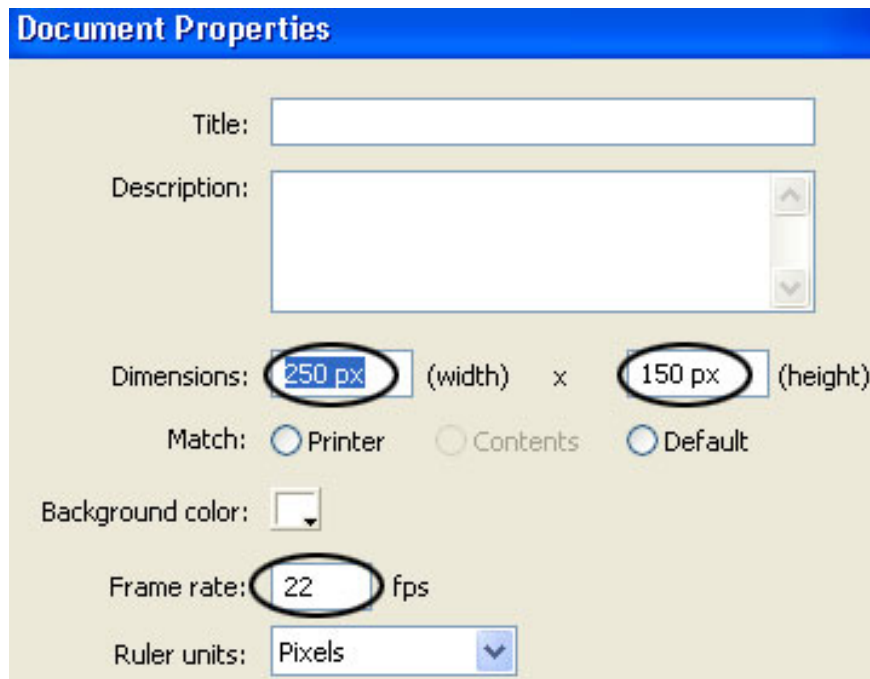 Document Properties
Title:
Description:
Dimensions: 250 px (width) x 150 px (height)
Match: Printer Contents Default
Background color:
Frame rate: 22 fps
Ruler units: Pixels